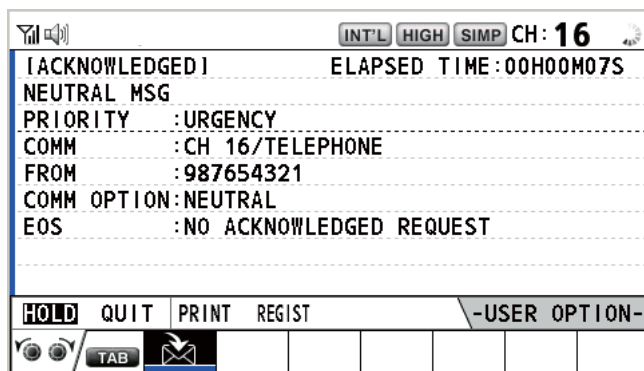 INT'L HIGH SIMP CH: 16
[ACKNOWLEDGED] ELAPSED TIME:00H00M07S
NEUTRAL MSG
PRIORITY :URGENCY
COMM :CH 16/TELEPHONE
FROM :987654321
COMM OPTION:NEUTRAL
EOS :NO ACKNOWLEDGED REQUEST
HOLD QUIT PRINT REGIST -USER OPTION-
TAB